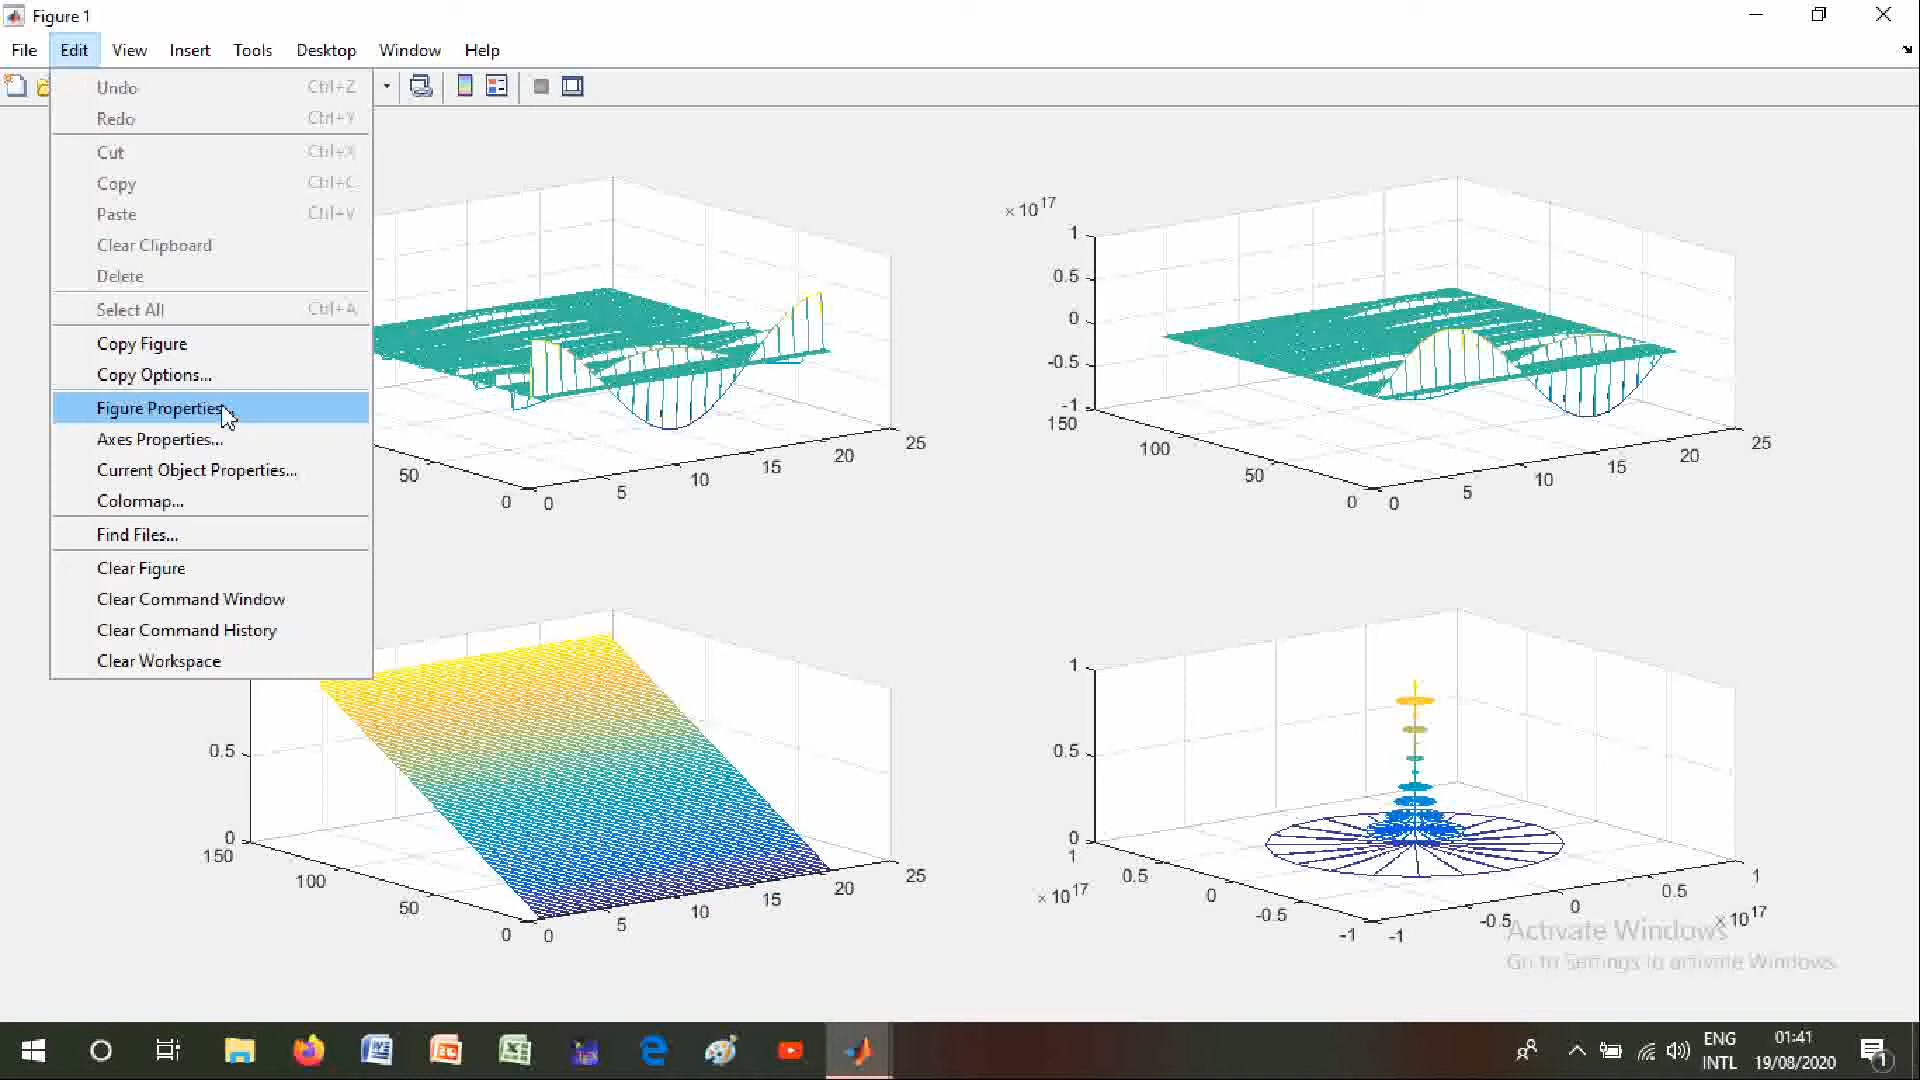 Figure 1
File Edit View Insert Tools Desktop Window Help
Undo Ctrl+Z
Redo Ctrl+Y
Cut Ctrl+X
Copy Ctrl+C
Paste Ctrl+V
Clear Clipboard
Delete
Select All Ctrl+A
Copy Figure
Copy Options...
Figure Properties...
Axes Properties...
Current Object Properties...
Colormap...
Find Files...
Clear Figure
Clear Command Window
Clear Command History
Clear Workspace
50
0
0
5
10
15
20
25
× 10^17
1
0.5
0
-0.5
-1
150
100
50
0
0
5
10
15
20
25
0.5
0
150
100
50
0
0
5
10
15
20
25
1
0.5
0
1
0.5
0
-0.5
-1
× 10^17
-1
-0.5
0
0.5
1
× 10^17
Activate Windows
Go to Settings to activate Windows.
ENG
INTL
01:41
19/08/2020
1